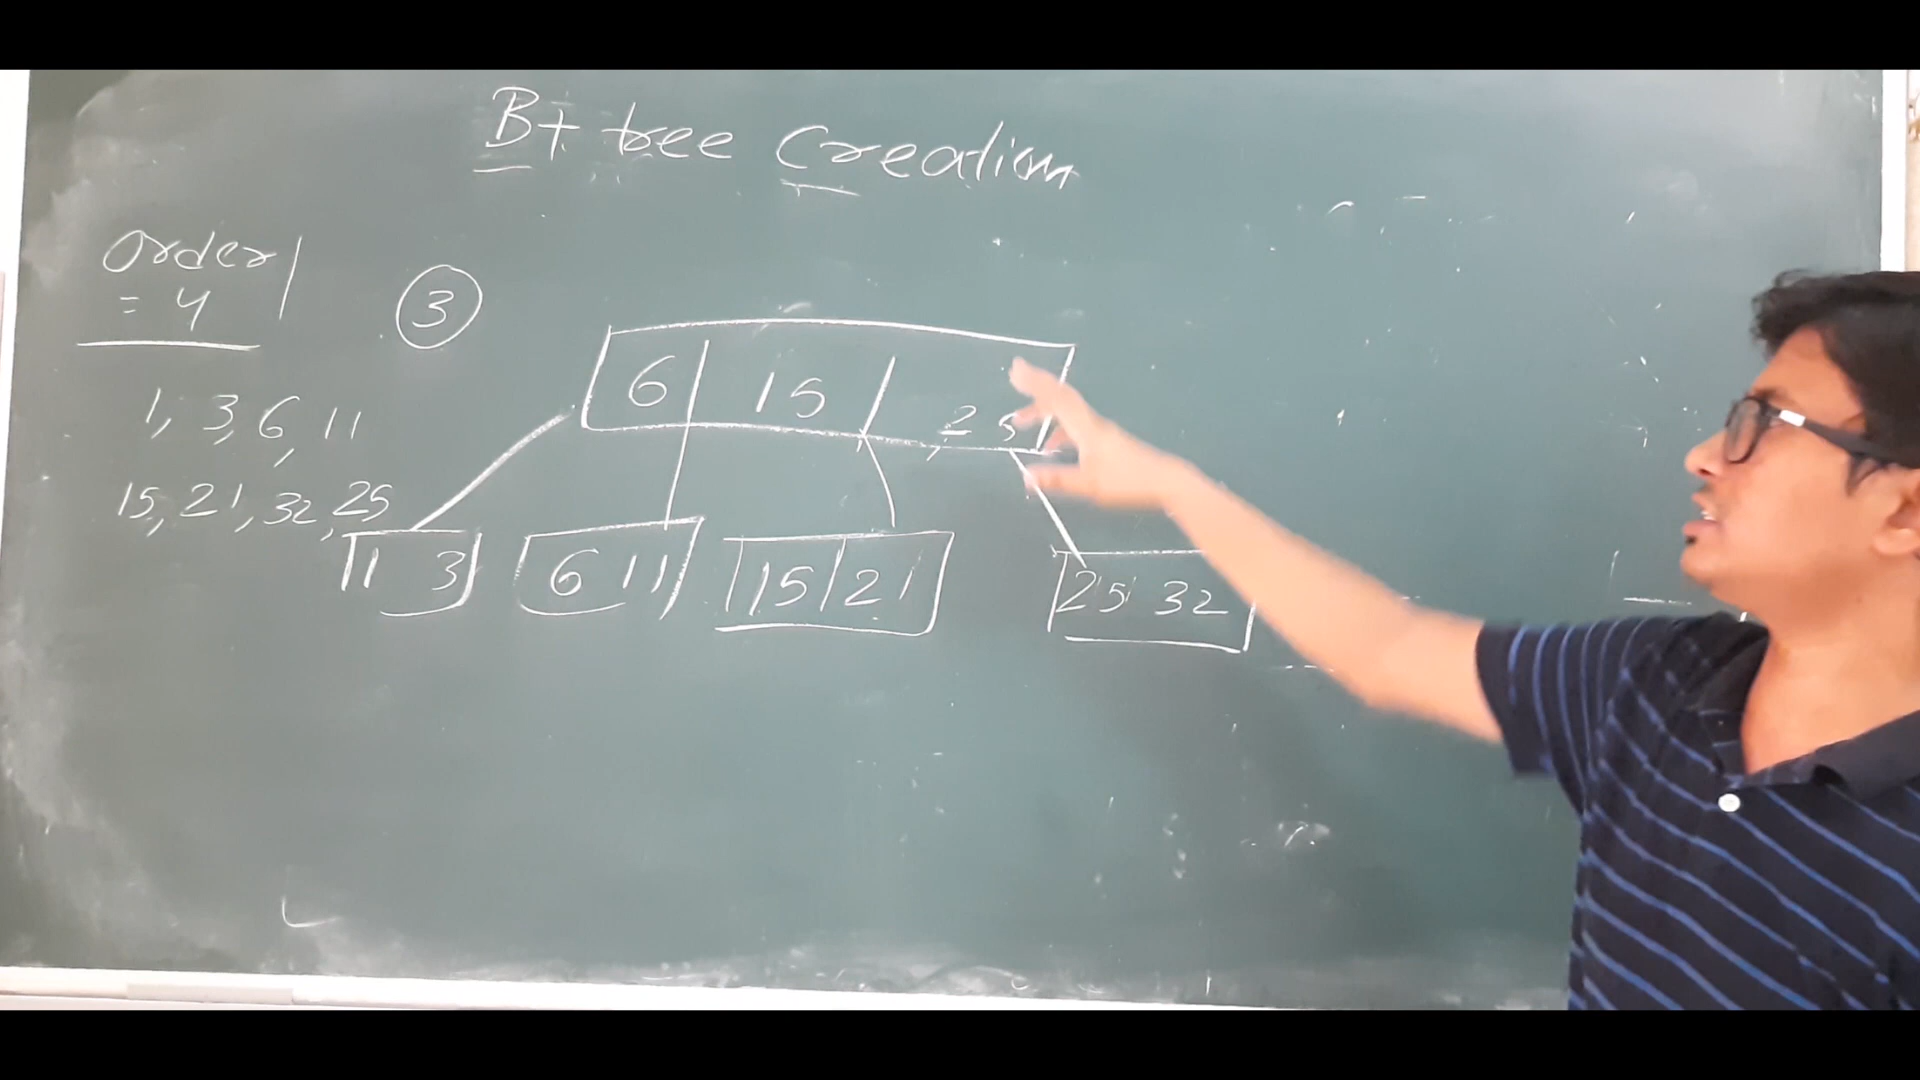 B+ tree Creation
order
= 4
3
1, 3, 6, 11
15, 21, 32, 25
6 15 25
1 3 6 11 15 21 25 32